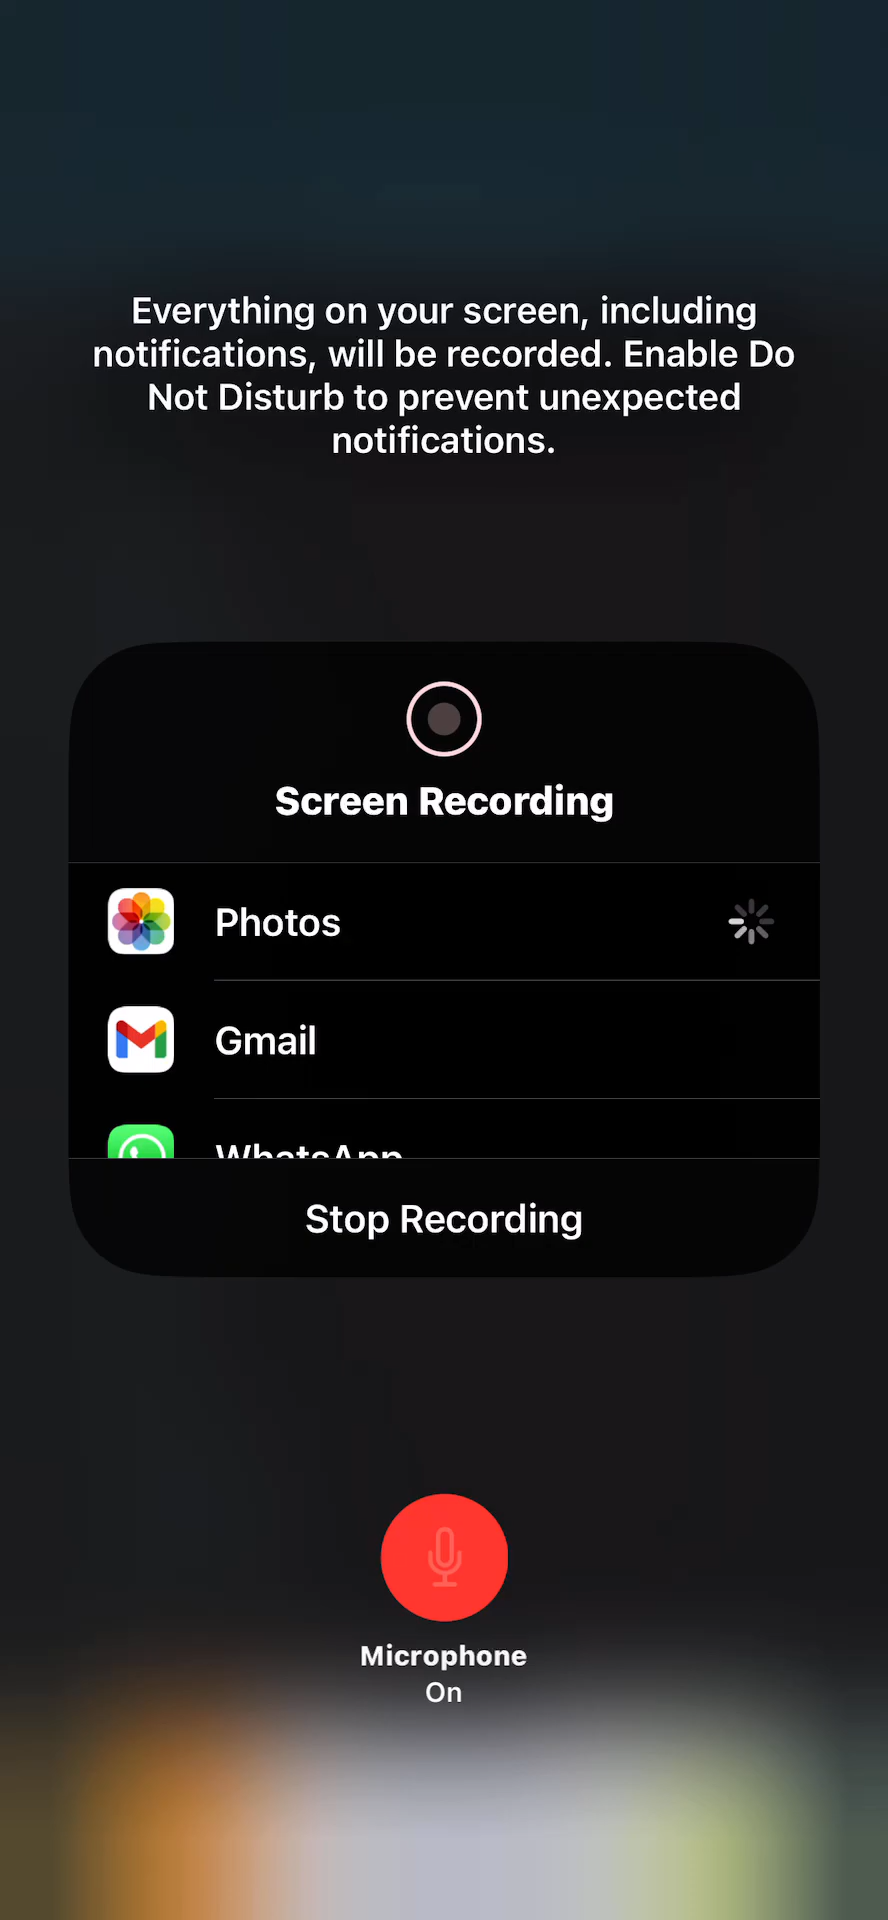 Everything on your screen, including
notifications, will be recorded. Enable Do
Not Disturb to prevent unexpected
notifications.
Screen Recording
Photos
Gmail
WhatsApp
Stop Recording
Microphone
On